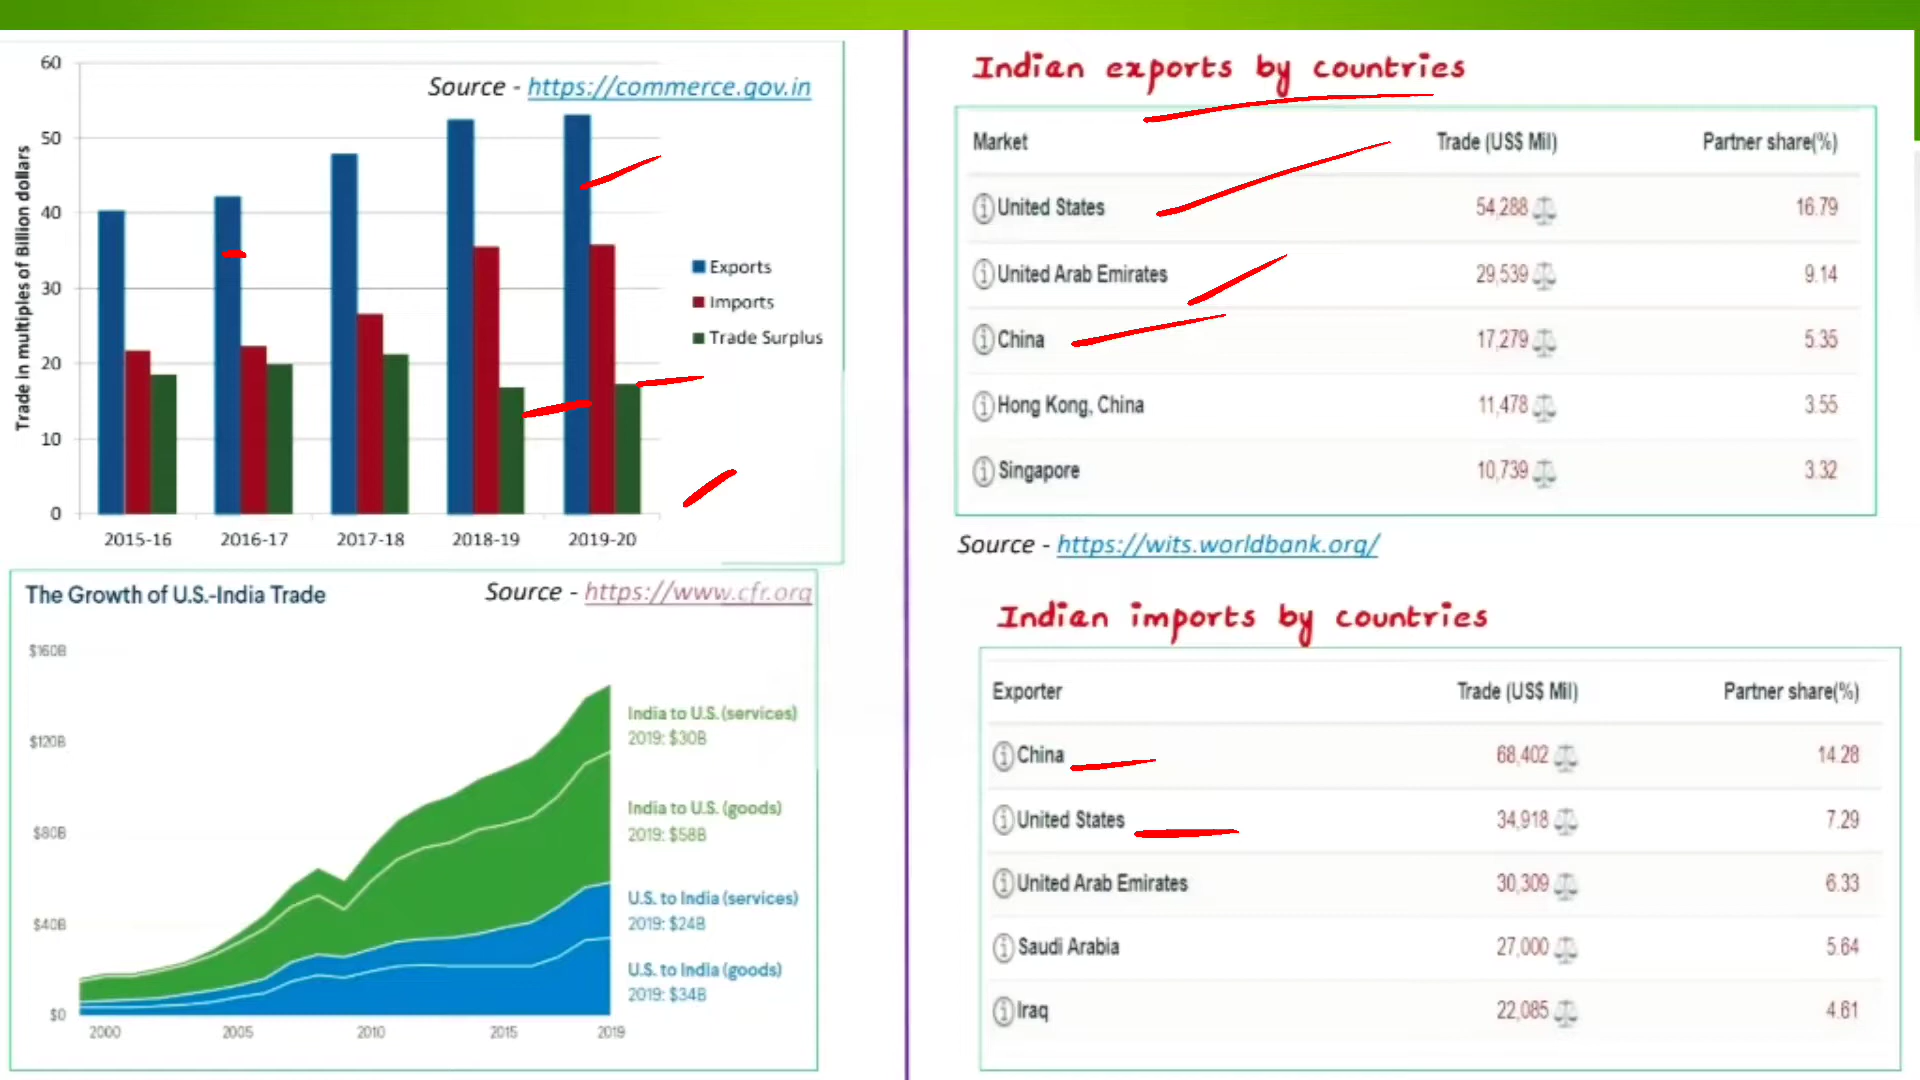 Source - https://commerce.gov.in
60
50
40
30
20
10
0
Trade in multiples of Billion dollars
Exports
Imports
Trade Surplus
2015-16 2016-17 2017-18 2018-19 2019-20
The Growth of U.S.-India Trade
Source - https://www.cfr.org
$160B
$120B
$80B
$40B
$0
India to U.S. (services)
2019: $30B
India to U.S. (goods)
2019: $58B
U.S. to India (services)
2019: $24B
U.S. to India (goods)
2019: $34B
2000 2005 2010 2015 2019
Indian exports by countries
Market Trade (US$ Mil) Partner share(%)
United States 54,288 16.79
United Arab Emirates 29,539 9.14
China 17,279 5.35
Hong Kong, China 11,478 3.55
Singapore 10,739 3.32
Source - https://wits.worldbank.org/
Indian imports by countries
Exporter Trade (US$ Mil) Partner share(%)
China 68,402 14.28
United States 34,918 7.29
United Arab Emirates 30,309 6.33
Saudi Arabia 27,000 5.64
Iraq 22,085 4.61